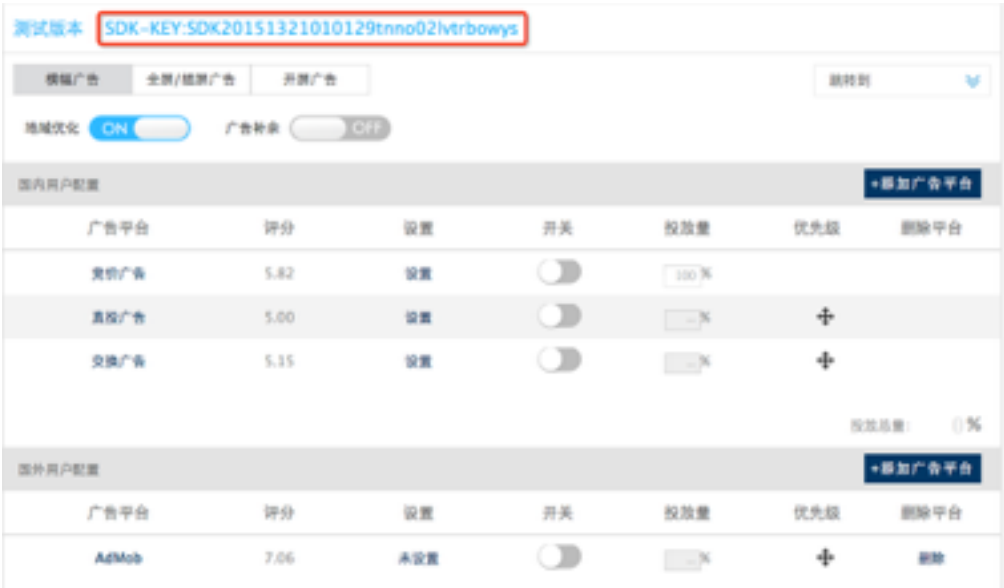 测试版本 SDK-KEY:SDK20151321010129tnno02lvtrbowys
横幅广告 全屏/插屏广告 开屏广告 跳转到
地域优化 ON 广告补余 OFF
国内用户配置 +添加广告平台
广告平台 评分 设置 开关 投放量 优先级 删除平台
竞价广告 5.82 设置 100 %
直投广告 5.00 设置 -- %
交换广告 5.15 设置 -- %
投放总量: 0 %
国外用户配置 +添加广告平台
广告平台 评分 设置 开关 投放量 优先级 删除平台
AdMob 7.06 未设置 -- % 删除